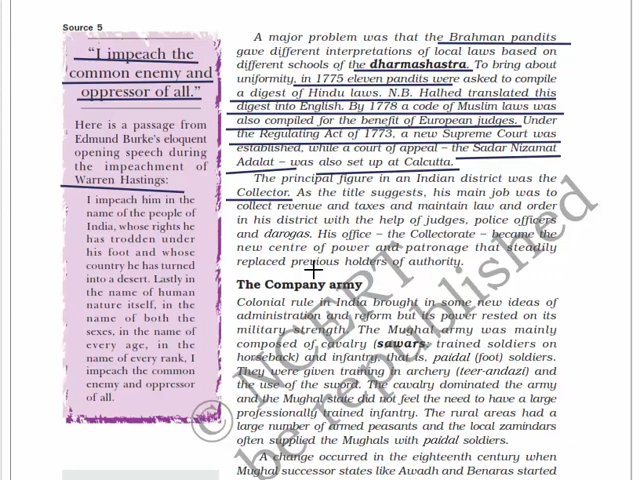 Source 5
“I impeach the
common enemy and
oppressor of all.”
Here is a passage from
Edmund Burke's eloquent
opening speech during
the impeachment of
Warren Hastings:
I impeach him in the
name of the people of
India, whose rights he
has trodden under
his foot and whose
country he has turned
into a desert. Lastly in
the name of human
nature itself, in the
name of both the
sexes, in the name of
every age, in the
name of every rank, I
impeach the common
enemy and oppressor
of all.
A major problem was that the Brahman pandits
gave different interpretations of local laws based on
different schools of the dharmashastra. To bring about
uniformity, in 1775 eleven pandits were asked to compile
a digest of Hindu laws. N.B. Halhed translated this
digest into English. By 1778 a code of Muslim laws was
also compiled for the benefit of European judges. Under
the Regulating Act of 1773, a new Supreme Court was
established, while a court of appeal – the Sadar Nizamat
Adalat – was also set up at Calcutta.
The principal figure in an Indian district was the
Collector. As the title suggests, his main job was to
collect revenue and taxes and maintain law and order
in his district with the help of judges, police officers
and darogas. His office – the Collectorate – became the
new centre of power and patronage that steadily
replaced previous holders of authority.
The Company army
Colonial rule in India brought in some new ideas of
administration and reform but its power rested on its
military strength. The Mughal army was mainly
composed of cavalry (sawars: trained soldiers on
horseback) and infantry, that is, paidal (foot) soldiers.
They were given training in archery (teer-andazi) and
the use of the sword. The cavalry dominated the army
and the Mughal state did not feel the need to have a large
professionally trained infantry. The rural areas had a
large number of armed peasants and the local zamindars
often supplied the Mughals with paidal soldiers.
A change occurred in the eighteenth century when
Mughal successor states like Awadh and Benaras started
© NCERT
be republished